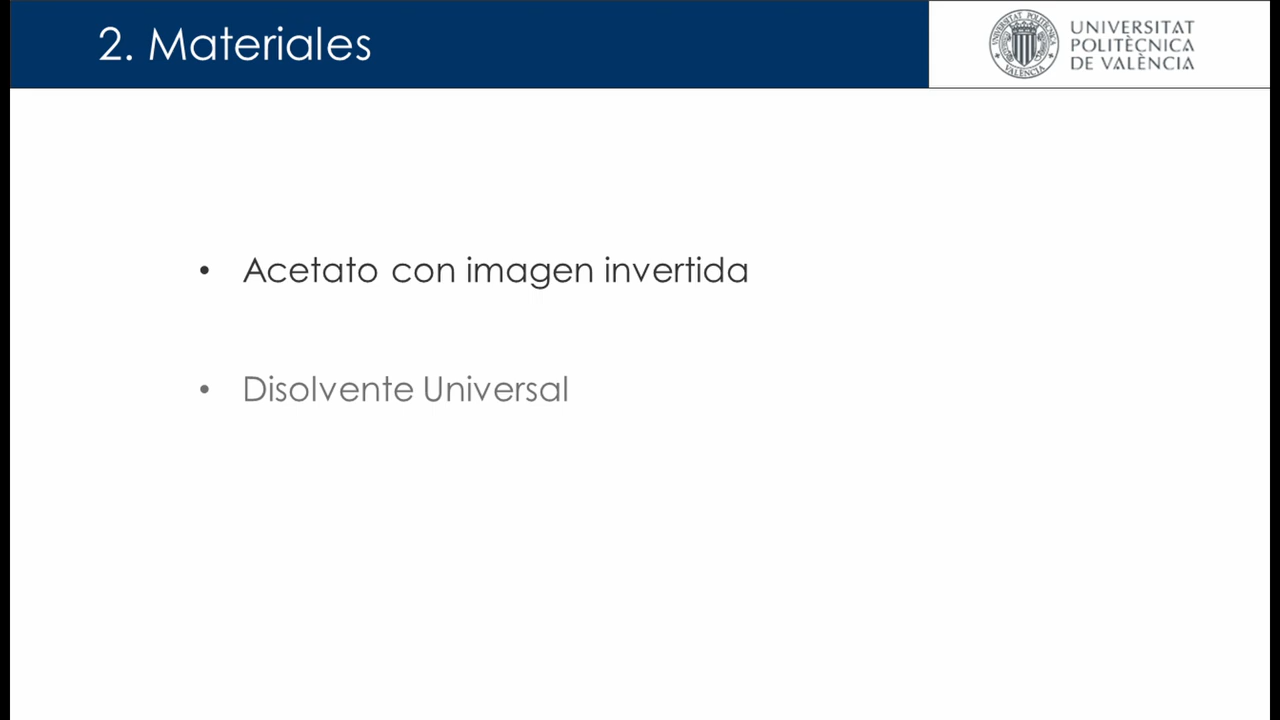 2. Materiales
UNIVERSITAT
POLITÈCNICA
DE VALÈNCIA
• Acetato con imagen invertida
• Disolvente Universal